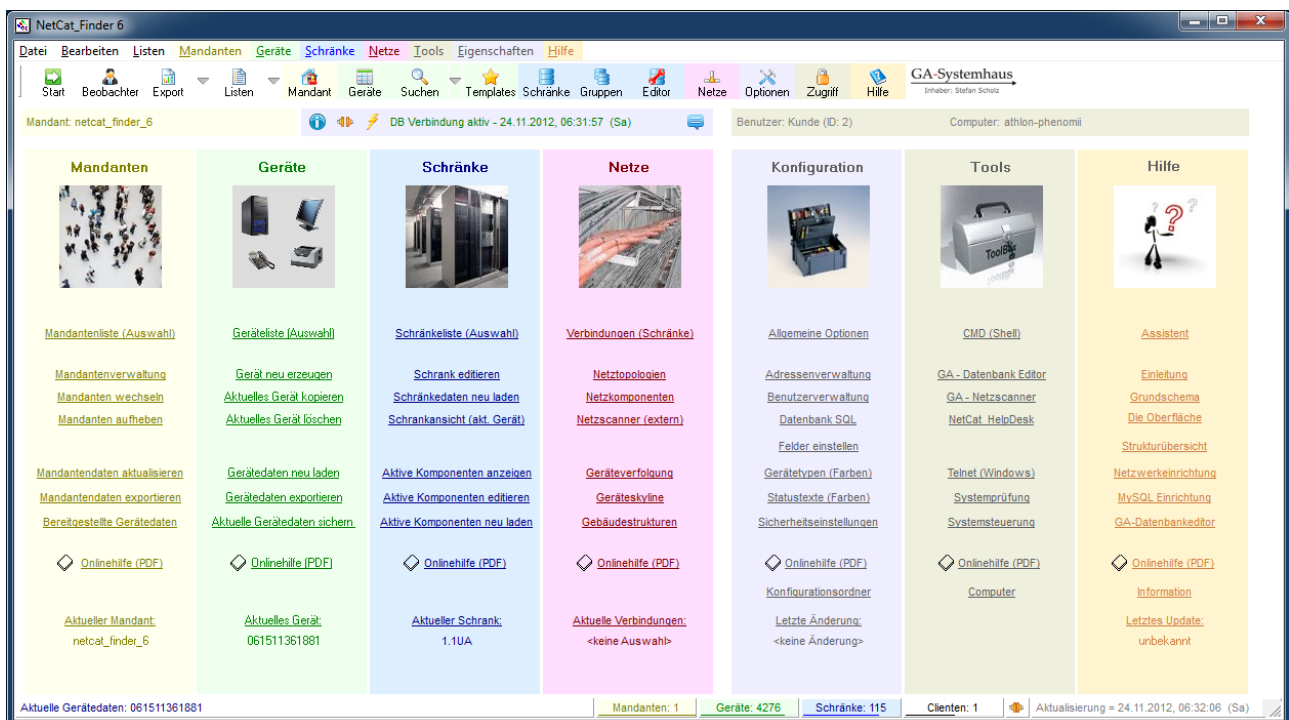 NetCat_Finder 6
Datei Bearbeiten Listen Mandanten Geräte Schränke Netze Tools Eigenschaften Hilfe
Start Beobachter Export Listen Mandant Geräte Suchen Templates Schränke Gruppen Editor Netze Optionen Zugriff Hilfe
GA-Systemhaus
Inhaber: Stefan Scholz
Mandant: netcat_finder_6
DB Verbindung aktiv - 24.11.2012, 06:31:57 (Sa)
Benutzer: Kunde (ID: 2)
Computer: athlon-phenomii
Mandanten
Mandantenliste (Auswahl)
Mandantenverwaltung
Mandanten wechseln
Mandanten aufheben
Mandantendaten aktualisieren
Mandantendaten exportieren
Bereitgestellte Gerätedaten
Onlinehilfe (PDF)
Aktueller Mandant:
netcat_finder_6
Geräte
Geräteliste (Auswahl)
Gerät neu erzeugen
Aktuelles Gerät kopieren
Aktuelles Gerät löschen
Gerätedaten neu laden
Gerätedaten exportieren
Aktuelle Gerätedaten sichern
Onlinehilfe (PDF)
Aktuelles Gerät:
061511361881
Schränke
Schränkeliste (Auswahl)
Schrank editieren
Schränkedaten neu laden
Schrankansicht (akt. Gerät)
Aktive Komponenten anzeigen
Aktive Komponenten editieren
Aktive Komponenten neu laden
Onlinehilfe (PDF)
Aktueller Schrank:
1.1UA
Netze
Verbindungen (Schränke)
Netztopologien
Netzkomponenten
Netzscanner (extern)
Geräteverfolgung
Geräteskyline
Gebäudestrukturen
Onlinehilfe (PDF)
Aktuelle Verbindungen:
<keine Auswahl>
Konfiguration
Allgemeine Optionen
Adressenverwaltung
Benutzerverwaltung
Datenbank SQL
Felder einstellen
Gerätetypen (Farben)
Statustexte (Farben)
Sicherheitseinstellungen
Onlinehilfe (PDF)
Konfigurationsordner
Letzte Änderung:
<keine Änderung>
Tools
ToolBox
CMD (Shell)
GA - Datenbank Editor
GA - Netzscanner
NetCat HelpDesk
Telnet (Windows)
Systemprüfung
Systemsteuerung
Onlinehilfe (PDF)
Computer
Hilfe
? ? ?
Assistent
Einleitung
Grundschema
Die Oberfläche
Strukturübersicht
Netzwerkeinrichtung
MySQL Einrichtung
GA-Datenbankeditor
Onlinehilfe (PDF)
Information
Letztes Update:
unbekannt
Aktuelle Gerätedaten: 061511361881
Mandanten: 1
Geräte: 4276
Schränke: 115
Clienten: 1
Aktualisierung = 24.11.2012, 06:32:06 (Sa)